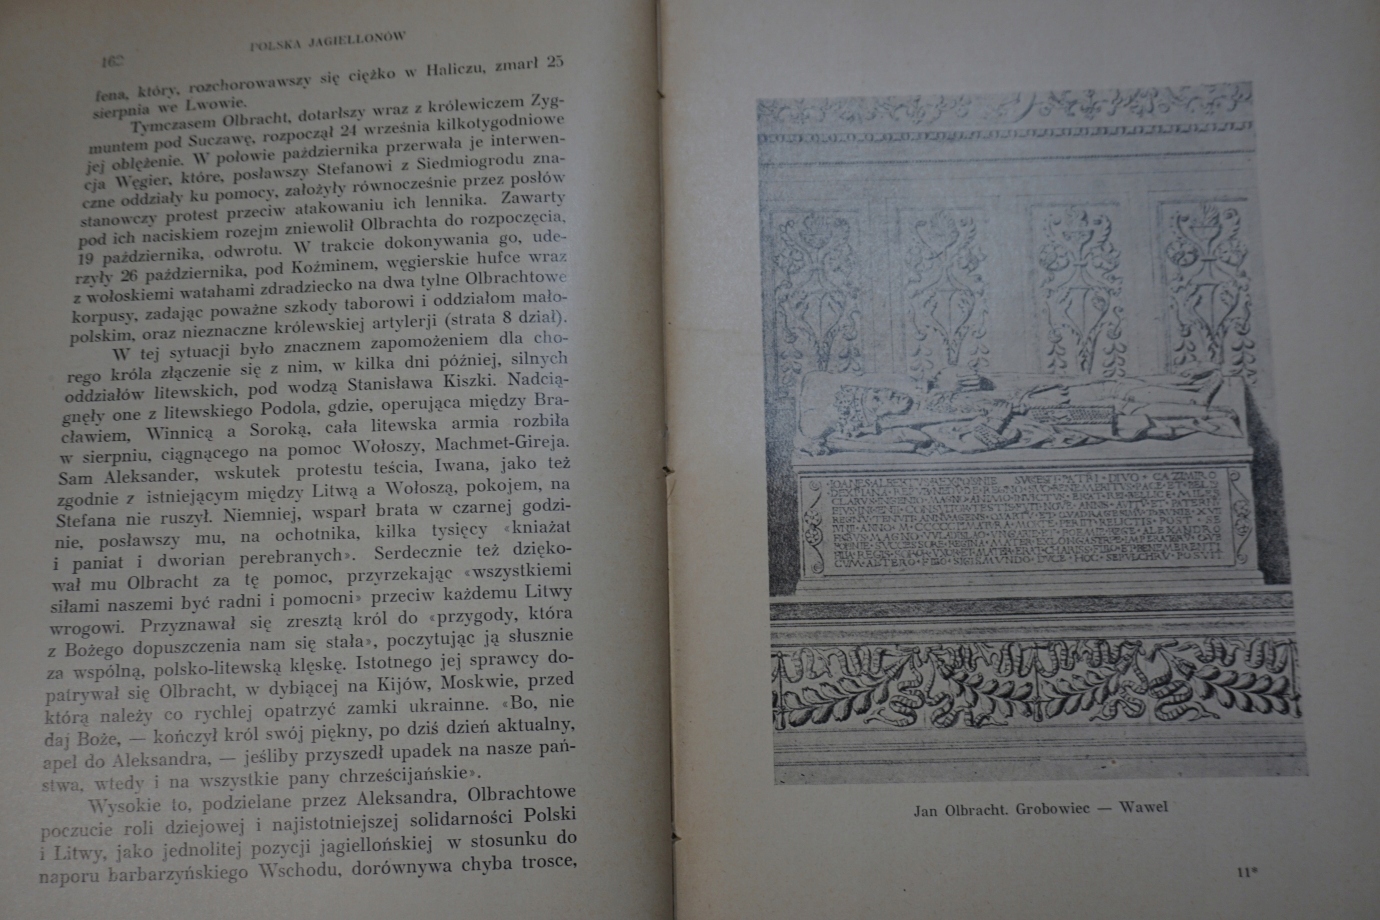 162
POLSKA JAGIELLONÓW
fena, który, rozchorowawszy się ciężko w Haliczu, zmarł 25
sierpnia we Lwowie.
Tymczasem Olbracht, dotarłszy wraz z królewiczem Zyg-
muntem pod Suczawę, rozpoczął 24 września kilkotygodniowe
jej oblężenie. W połowie października przerwała je interwen-
cja Węgier, które, posławszy Stefanowi z Siedmiogrodu zna-
czne oddziały ku pomocy, założyły równocześnie przez posłów
stanowczy protest przeciw atakowaniu ich lennika. Zawarty
pod ich naciskiem rozejm zniewolił Olbrachta do rozpoczęcia,
19 października, odwrotu. W trakcie dokonywania go, ude-
rzyły 26 października, pod Koźminem, węgierskie hufce wraz
z wołoskiemi watahami zdradziecko na dwa tylne Olbrachtowe
korpusy, zadając poważne szkody taborowi i oddziałom mało-
polskim, oraz nieznaczne królewskiej artylerji (strata 8 dział).
W tej sytuacji było znacznem zapomożeniem dla cho-
rego króla złączenie się z nim, w kilka dni później, silnych
oddziałów litewskich, pod wodzą Stanisława Kiszki. Nadcią-
gnęły one z litewskiego Podola, gdzie, operująca między Bra-
cławiem, Winnicą a Soroką, cała litewska armia rozbiła
w sierpniu, ciągnącego na pomoc Wołoszy, Machmet-Gireja.
Sam Aleksander, wskutek protestu teścia, Iwana, jako też
zgodnie z istniejącym między Litwą a Wołoszą, pokojem, na
Stefana nie ruszył. Niemniej, wsparł brata w czarnej godzi-
nie, posławszy mu, na ochotnika, kilka tysięcy «kniażat
i paniat i dworian perebranych». Serdecznie też dzięko-
wał mu Olbracht za tę pomoc, przyrzekając «wszystkiemi
siłami naszemi być radni i pomocni» przeciw każdemu Litwy
wrogowi. Przyznawał się zresztą król do «przygody, która
z Bożego dopuszczenia nam się stała», poczytując ją słusznie
za wspólną, polsko-litewską klęskę. Istotnego jej sprawcy do-
patrywał się Olbracht, w dybiącej na Kijów, Moskwie, przed
którą należy co rychlej opatrzyć zamki ukrainne. «Bo, nie
daj Boże, — kończył król swój piękny, po dziś dzień aktualny,
apel do Aleksandra, — jeśliby przyszedł upadek na nasze pań-
stwa, wtedy i na wszystkie pany chrześcijańskie».
Wysokie to, podzielane przez Aleksandra, Olbrachtowe
poczucie roli dziejowej i najistotniejszej solidarności Polski
i Litwy, jako jednolitej pozycji jagiellońskiej w stosunku do
naporu barbarzyńskiego Wschodu, dorównywa chyba trosce,
Jan Olbracht. Grobowiec — Wawel
11*